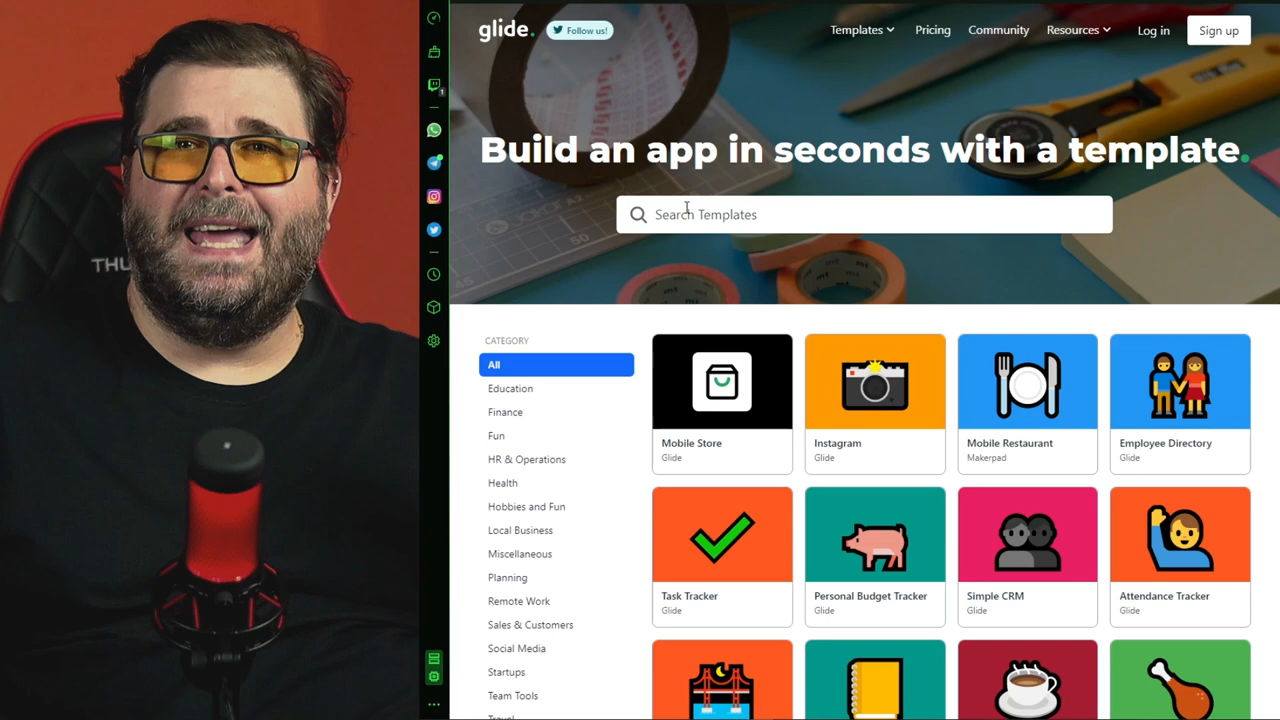 THU
1
glide.
Follow us!
Templates
Pricing
Community
Resources
Log in
Sign up
Build an app in seconds with a template.
Search Templates
CATEGORY
All
Education
Finance
Fun
HR & Operations
Health
Hobbies and Fun
Local Business
Miscellaneous
Planning
Remote Work
Sales & Customers
Social Media
Startups
Team Tools
Travel
Mobile Store
Glide
Instagram
Glide
Mobile Restaurant
Makerpad
Employee Directory
Glide
Task Tracker
Glide
Personal Budget Tracker
Glide
Simple CRM
Glide
Attendance Tracker
Glide